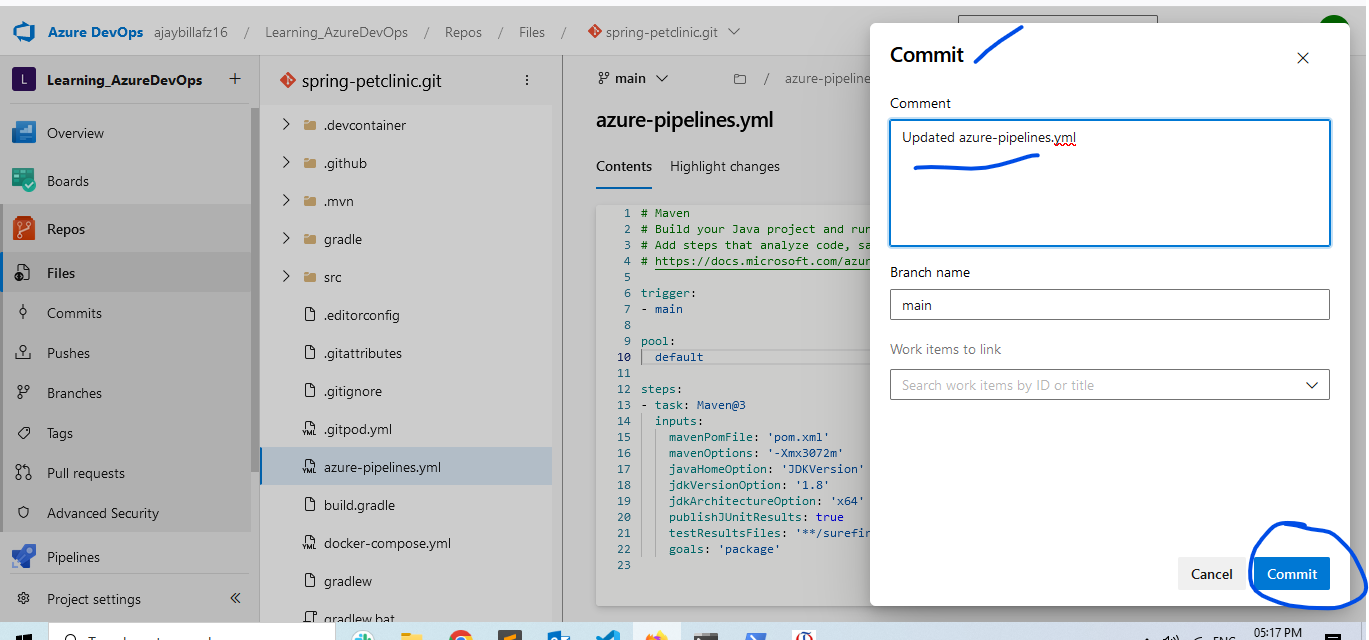 Azure DevOps ajaybillafz16 / Learning_AzureDevOps / Repos / Files / spring-petclinic.git
L Learning_AzureDevOps +
Overview
Boards
Repos
Files
Commits
Pushes
Branches
Tags
Pull requests
Advanced Security
Pipelines
Project settings
spring-petclinic.git
.devcontainer
.github
.mvn
gradle
src
.editorconfig
.gitattributes
.gitignore
.gitpod.yml
azure-pipelines.yml
build.gradle
docker-compose.yml
gradlew
gradlew.bat
main / azure-pipeline
azure-pipelines.yml
Contents Highlight changes
1 # Maven
2 # Build your Java project and run
3 # Add steps that analyze code, sa
4 # https://docs.microsoft.com/azur
5
6 trigger:
7 - main
8
9 pool:
10 default
11
12 steps:
13 - task: Maven@3
14 inputs:
15 mavenPomFile: 'pom.xml'
16 mavenOptions: '-Xmx3072m'
17 javaHomeOption: 'JDKVersion'
18 jdkVersionOption: '1.8'
19 jdkArchitectureOption: 'x64'
20 publishJUnitResults: true
21 testResultsFiles: '**/surefir
22 goals: 'package'
23
Commit
Comment
Updated azure-pipelines.yml
Branch name
main
Work items to link
Search work items by ID or title
Cancel
Commit
05:17 PM